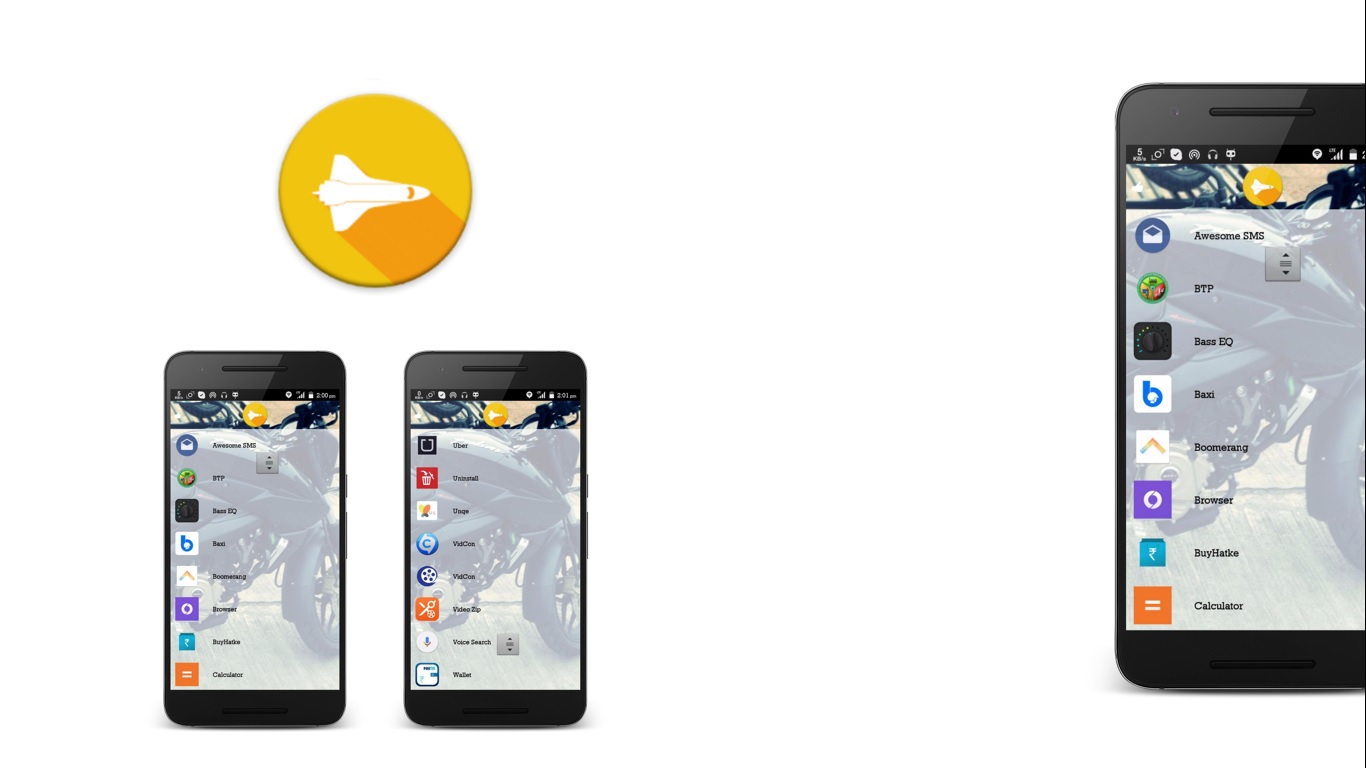 2:00 pm
Awesome SMS
BTP
Bass EQ
Baxi
Boomerang
Browser
BuyHatke
Calculator
2:01 pm
Uber
Uninstall
Unqe
VidCon
VidCon
Video Zip
Voice Search
Wallet
5
KB/s
LTE
Awesome SMS
BTP
Bass EQ
Baxi
Boomerang
Browser
BuyHatke
Calculator